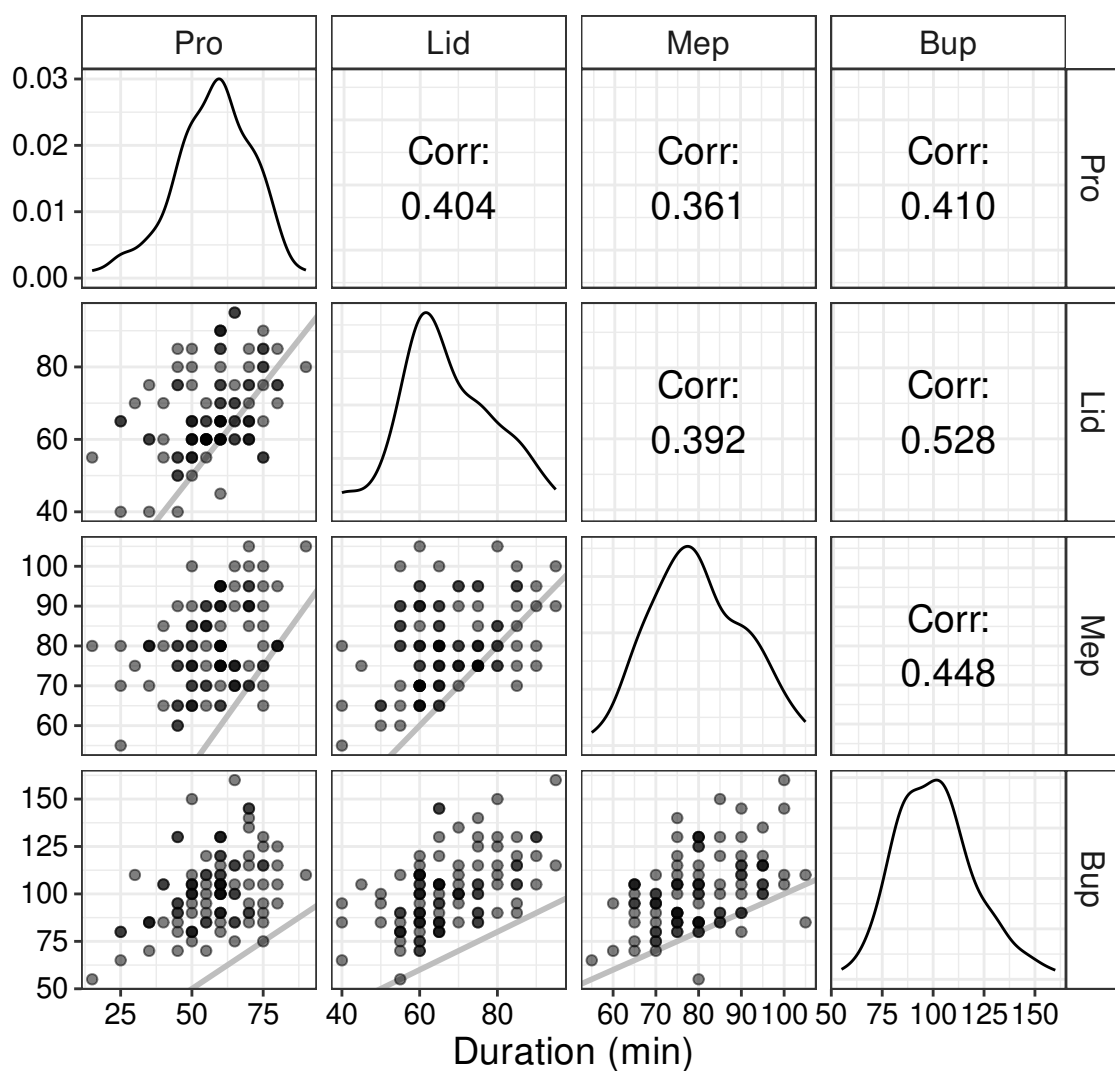 Pro Lid Mep Bup
0.03
0.02
0.01
0.00
Corr:
0.404
Corr:
0.361
Corr:
0.410
Pro
80
60
40
Corr:
0.392
Corr:
0.528
Lid
100
90
80
70
60
Corr:
0.448
Mep
150
125
100
75
50
Bup
25 50 75 40 60 80 60 70 80 90 100 50 75 100 125 150
Duration (min)